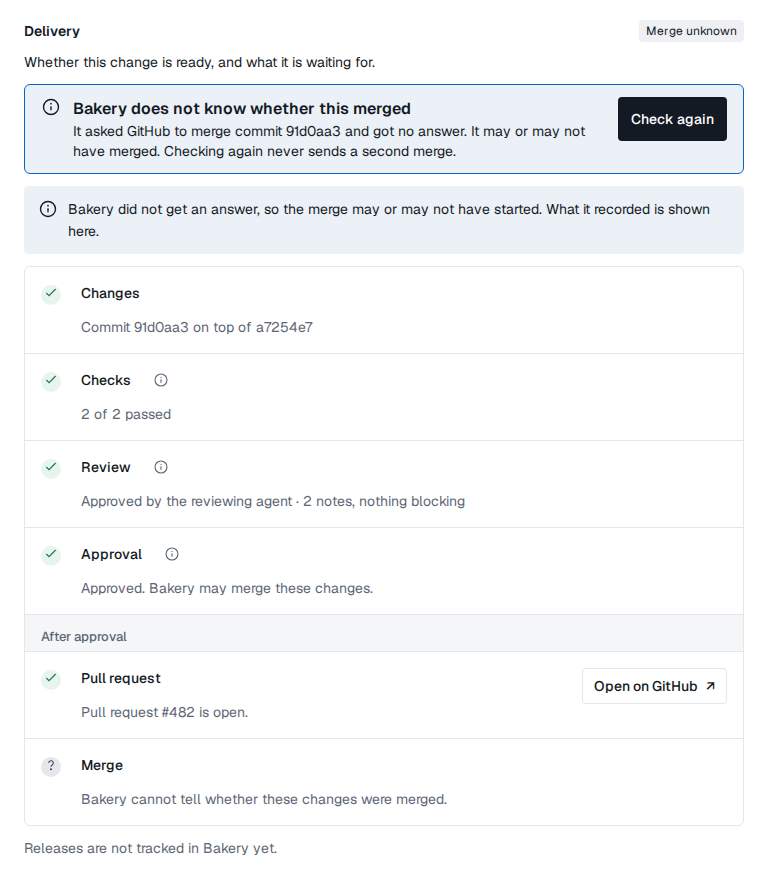 Delivery
Merge unknown
Whether this change is ready, and what it is waiting for.
Bakery does not know whether this merged
It asked GitHub to merge commit 91d0aa3 and got no answer. It may or may not
have merged. Checking again never sends a second merge.
Check again
Bakery did not get an answer, so the merge may or may not have started. What it recorded is shown
here.
Changes
Commit 91d0aa3 on top of a7254e7
Checks
2 of 2 passed
Review
Approved by the reviewing agent · 2 notes, nothing blocking
Approval
Approved. Bakery may merge these changes.
After approval
Pull request
Open on GitHub
Pull request #482 is open.
?
Merge
Bakery cannot tell whether these changes were merged.
Releases are not tracked in Bakery yet.